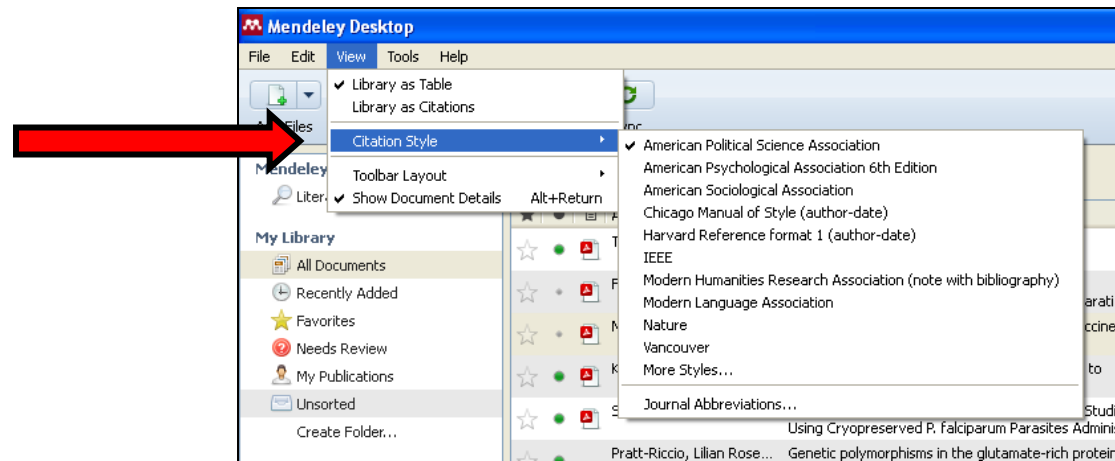 Mendeley Desktop
File Edit View Tools Help
Library as Table
Library as Citations
Files
Citation Style
Toolbar Layout
Show Document Details Alt+Return
American Political Science Association
American Psychological Association 6th Edition
American Sociological Association
Chicago Manual of Style (author-date)
Harvard Reference format 1 (author-date)
IEEE
Modern Humanities Research Association (note with bibliography)
Modern Language Association
Nature
Vancouver
More Styles...
Journal Abbreviations...
Mendeley
Liter
My Library
All Documents
Recently Added
Favorites
Needs Review
My Publications
Unsorted
Create Folder...
to
Using Cryopreserved P. falciparum Parasites Adminis
Pratt-Riccio, Lilian Rose... Genetic polymorphisms in the glutamate-rich protein